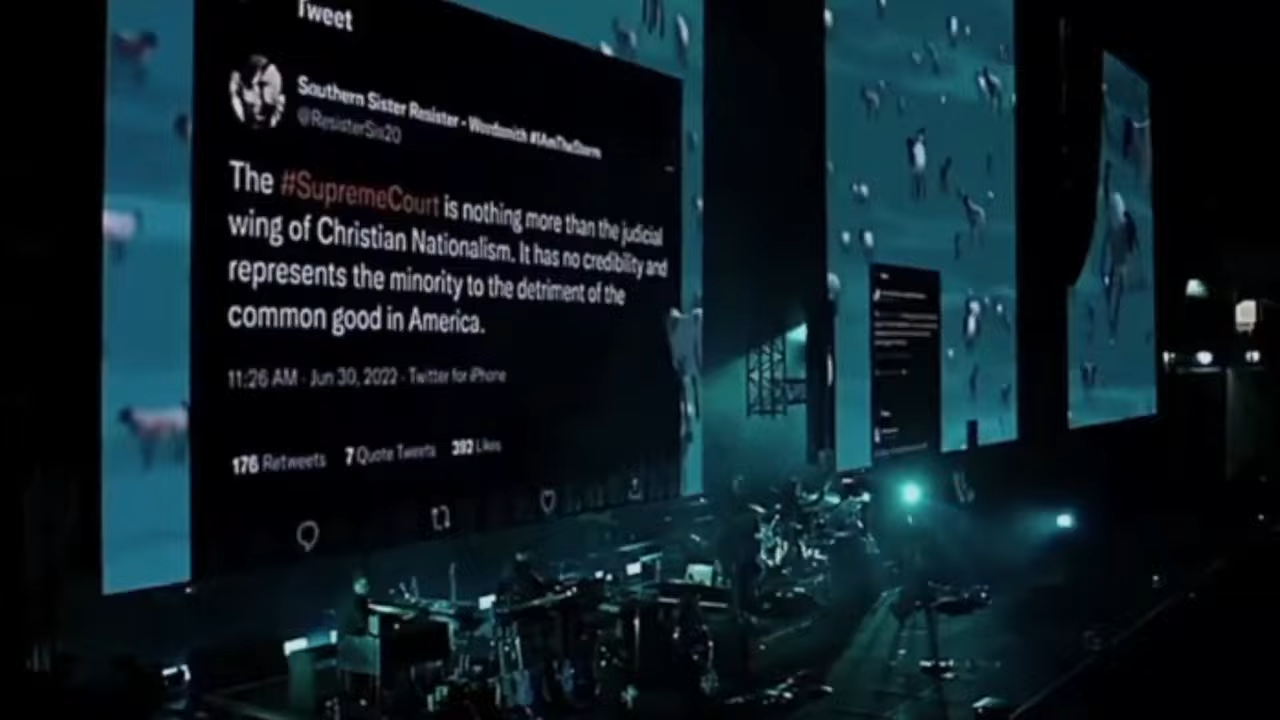 Tweet
Southern Sister Resister - Wordsmith #IAmTheStorm
@ResisterSis20
The #SupremeCourt is nothing more than the judicial
wing of Christian Nationalism. It has no credibility and
represents the minority to the detriment of the
common good in America.
11:26 AM · Jun 30, 2022 · Twitter for iPhone
176 Retweets 7 Quote Tweets 392 Likes